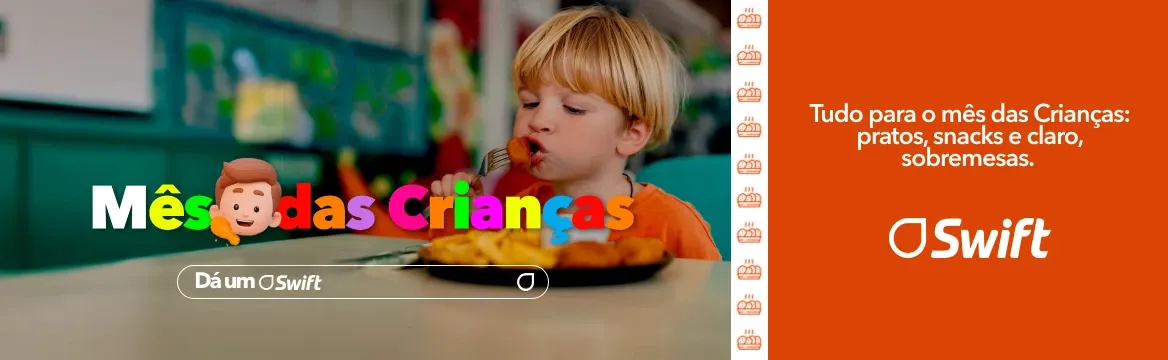 Mês das Crianças
Dá um Swift
Tudo para o mês das Crianças:
pratos, snacks e claro,
sobremesas.
Swift